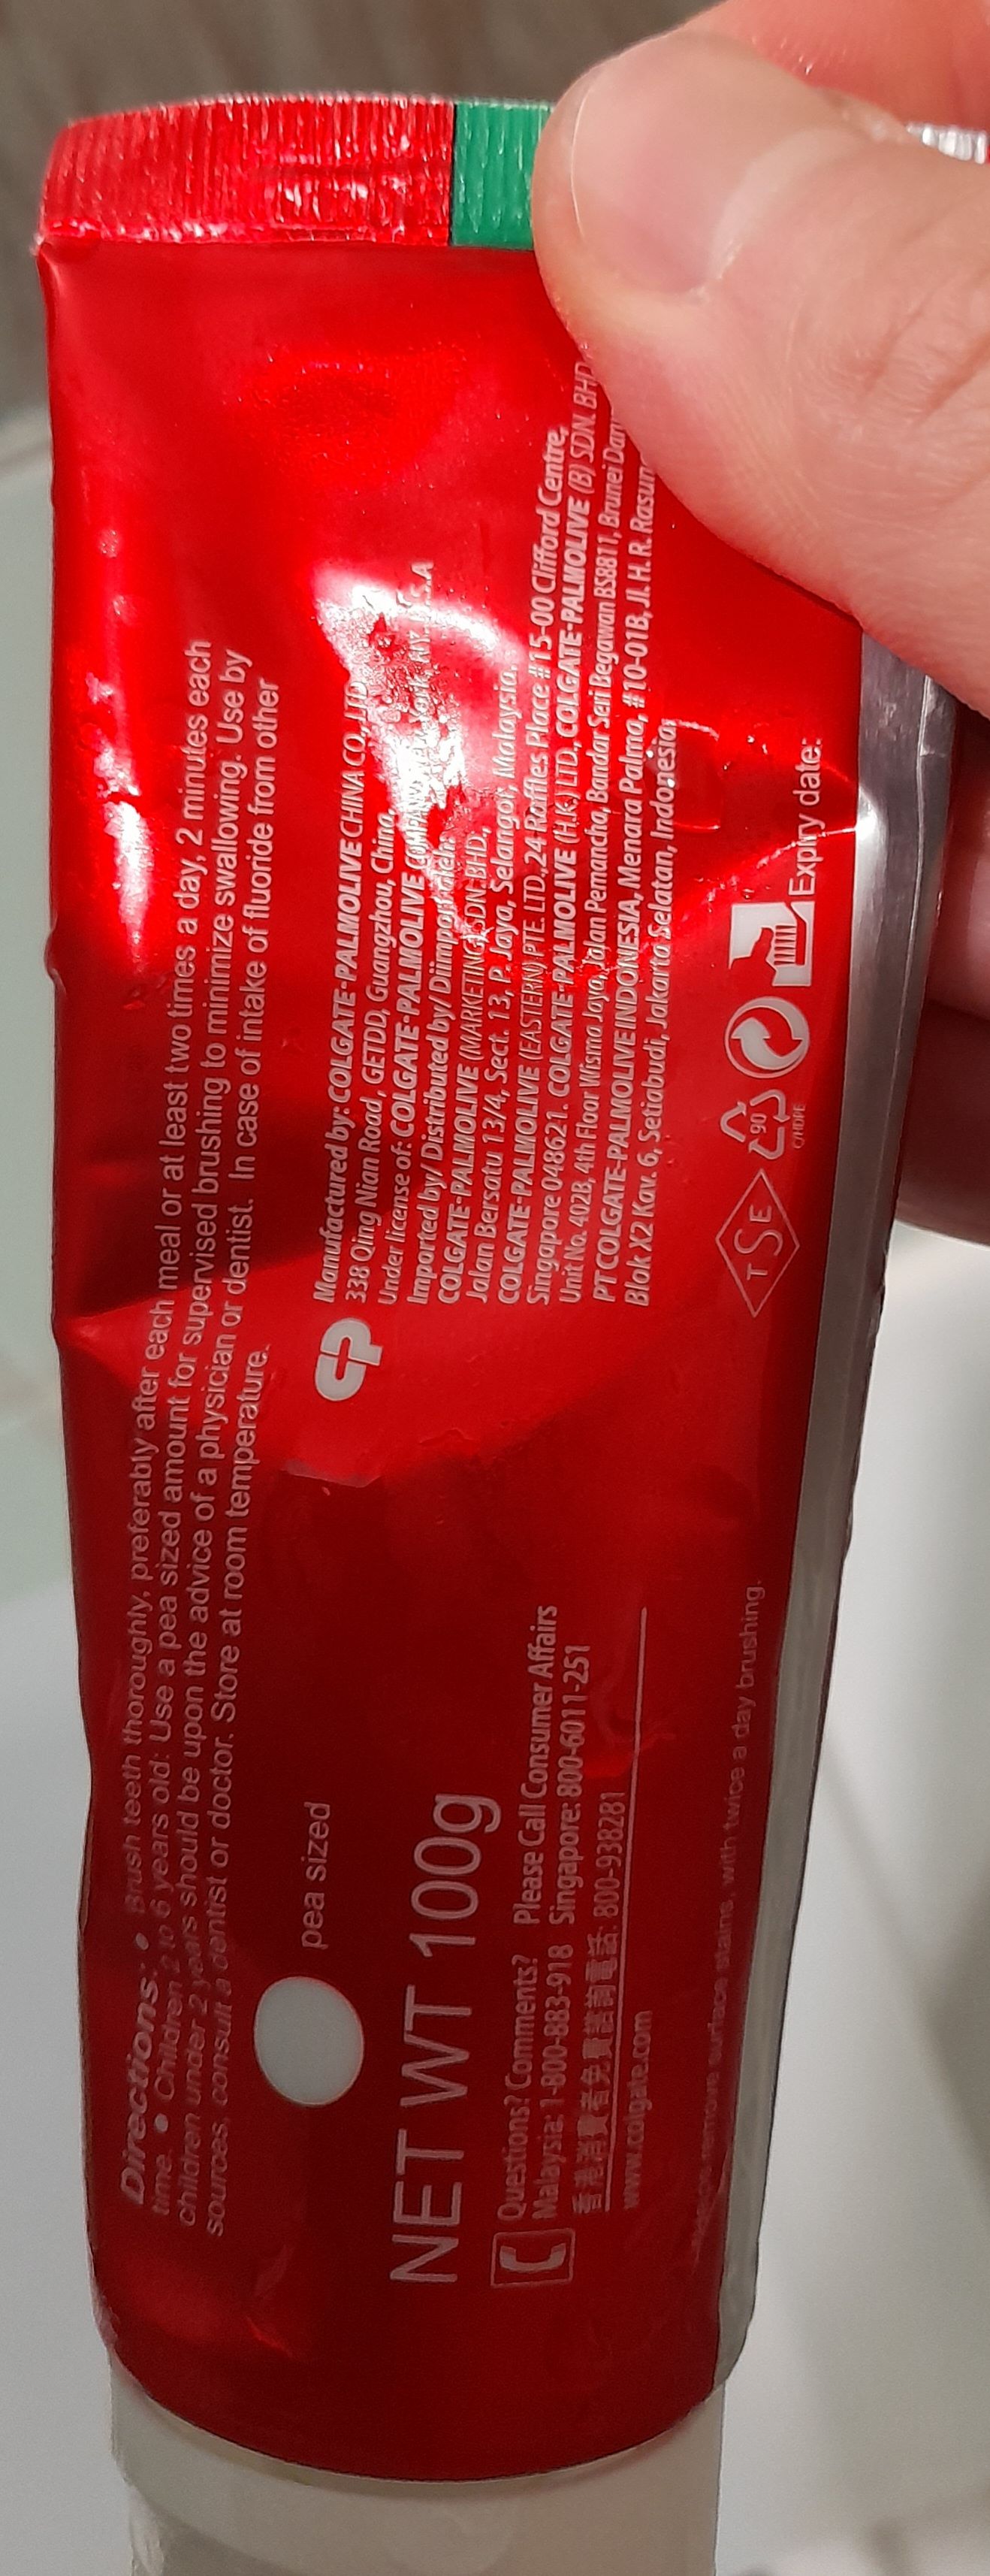 Directions: • Brush teeth thoroughly, preferably after each meal or at least two times a day, 2 minutes each
time. • Children 2 to 6 years old: Use a pea sized amount for supervised brushing to minimize swallowing. Use by
children under 2 years should be upon the advice of a physician or dentist. In case of intake of fluoride from other
sources, consult a dentist or doctor. Store at room temperature.
pea sized
NET WT 100g
CP
Manufactured by: COLGATE-PALMOLIVE CHINA CO., LTD.
338 Qing Nian Road, GETDD, Guangzhou, China,
Under license of: COLGATE-PALMOLIVE COMPANY
Imported by/ Distributed by/
COLGATE-PALMOLIVE (MARKETING) SDN. BHD.,
Jalan Bersatu 13/4, Sect. 13, P. Jaya, Selangor, Malaysia.
COLGATE-PALMOLIVE (EASTERN) PTE. LTD, 24 Raffles Place #15-00 Clifford Centre,
Singapore 048621. COLGATE-PALMOLIVE (H.K.) LTD, COLGATE-PALMOLIVE (B) SDN. BHD
Unit No. 402B, 4th Floor Wisma Jaya, Jalan Pemancha, Bandar Seri Begawan BS8811, Brunei
PT COLGATE-PALMOLIVE INDONESIA, Menara Palma, #10-01B, Jl. H. R.
Blok X2 Kav. 6, Setiabudi, Jakarta Selatan, Indonesia
Questions? Comments? Please Call Consumer Affairs
Malaysia: 1-800-883-918 Singapore: 800-6011-251
香港消費者免費諮詢電話: 800-938281
www.colgate.com
TSE
90
C/HDPE
Expiry date:
remove surface stains, with twice a day brushing.